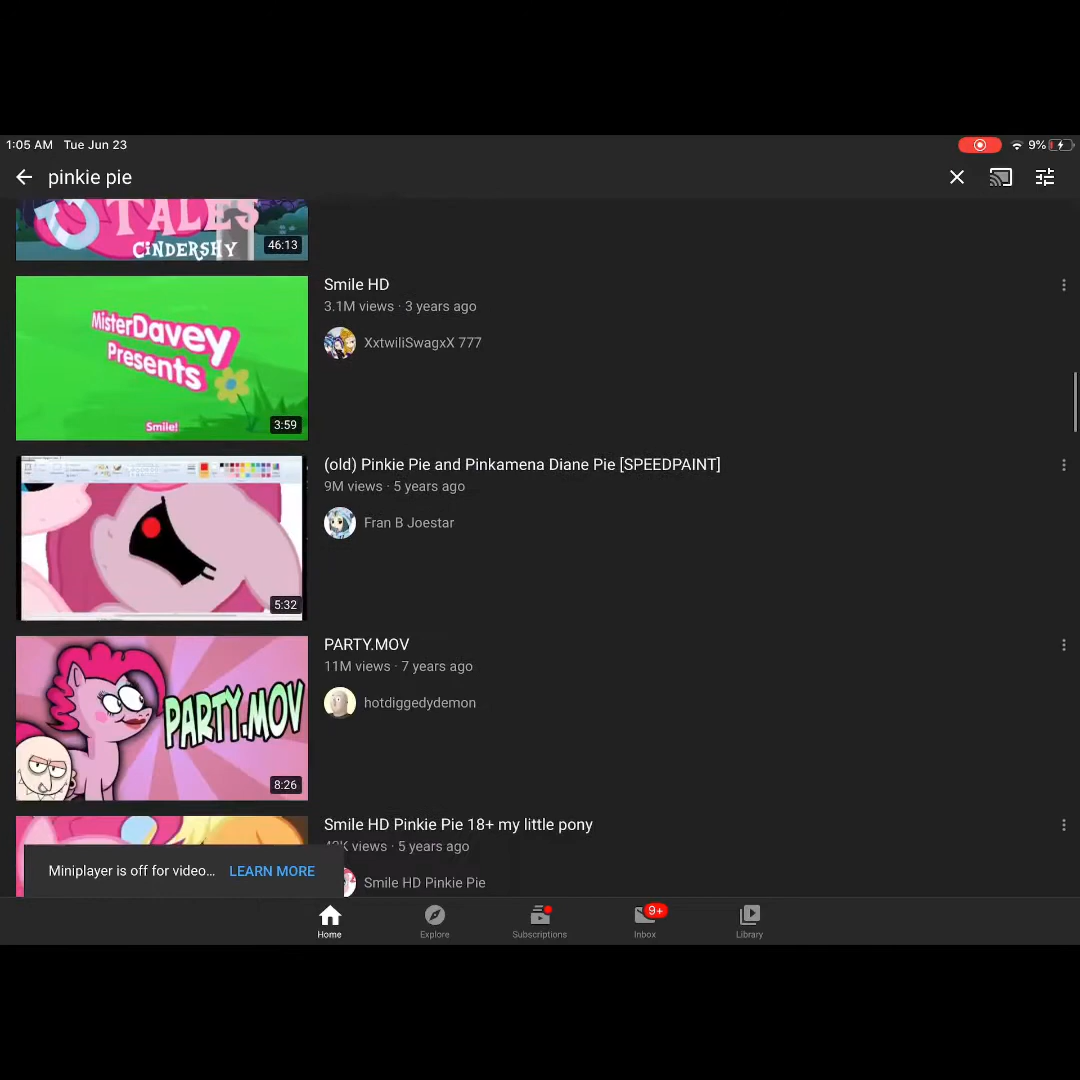 1:05 AM Tue Jun 23
9%
pinkie pie
TALES
CINDERSHY
46:13
MisterDavey
Presents
Smile!
3:59
Smile HD
3.1M views · 3 years ago
XxtwiliSwagxX 777
5:32
(old) Pinkie Pie and Pinkamena Diane Pie [SPEEDPAINT]
9M views · 5 years ago
Fran B Joestar
PARTY.MOV
8:26
PARTY.MOV
11M views · 7 years ago
hotdiggedydemon
Smile HD Pinkie Pie 18+ my little pony
views · 5 years ago
Smile HD Pinkie Pie
Miniplayer is off for video... LEARN MORE
9+
Home Explore Subscriptions Inbox Library